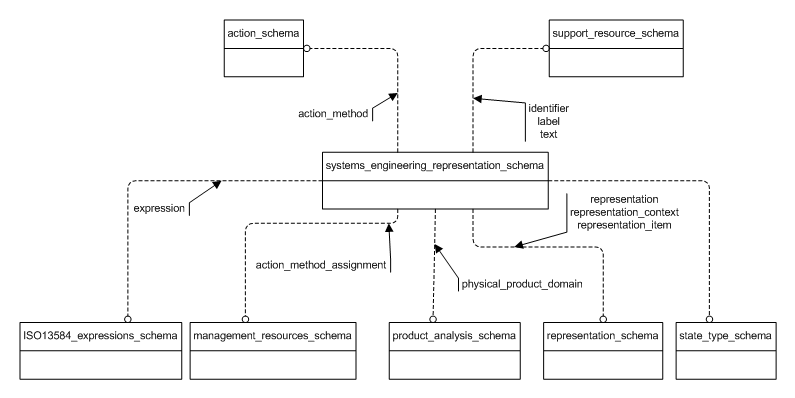 action_schema
support_resource_schema
action_method
identifier
label
text
systems_engineering_representation_schema
expression
representation
representation_context
representation_item
action_method_assignment
physical_product_domain
ISO13584_expressions_schema
management_resources_schema
product_analysis_schema
representation_schema
state_type_schema